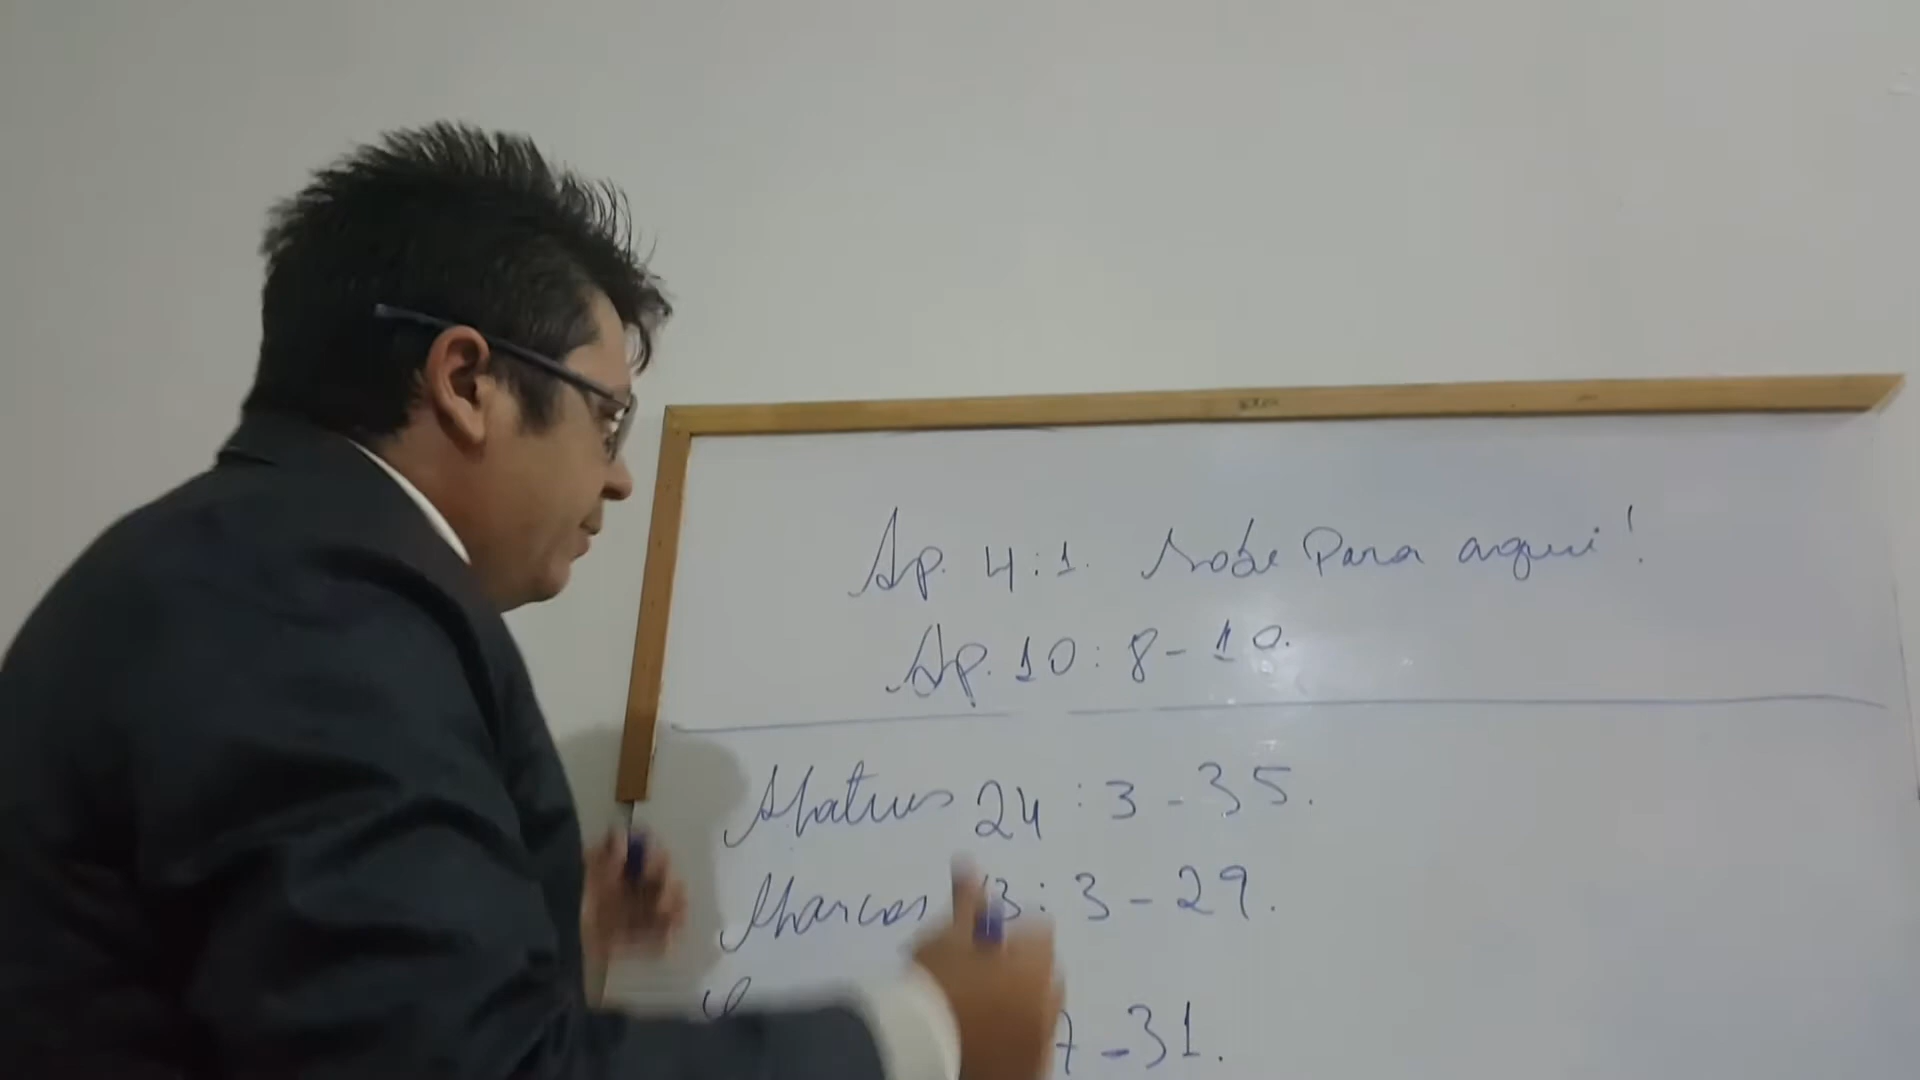 Ap. 4:1. Sobe Para aqui!
Ap. 10:8-10.
Mateus 24:3-35.
Marcos 13:3-29.
7-31.